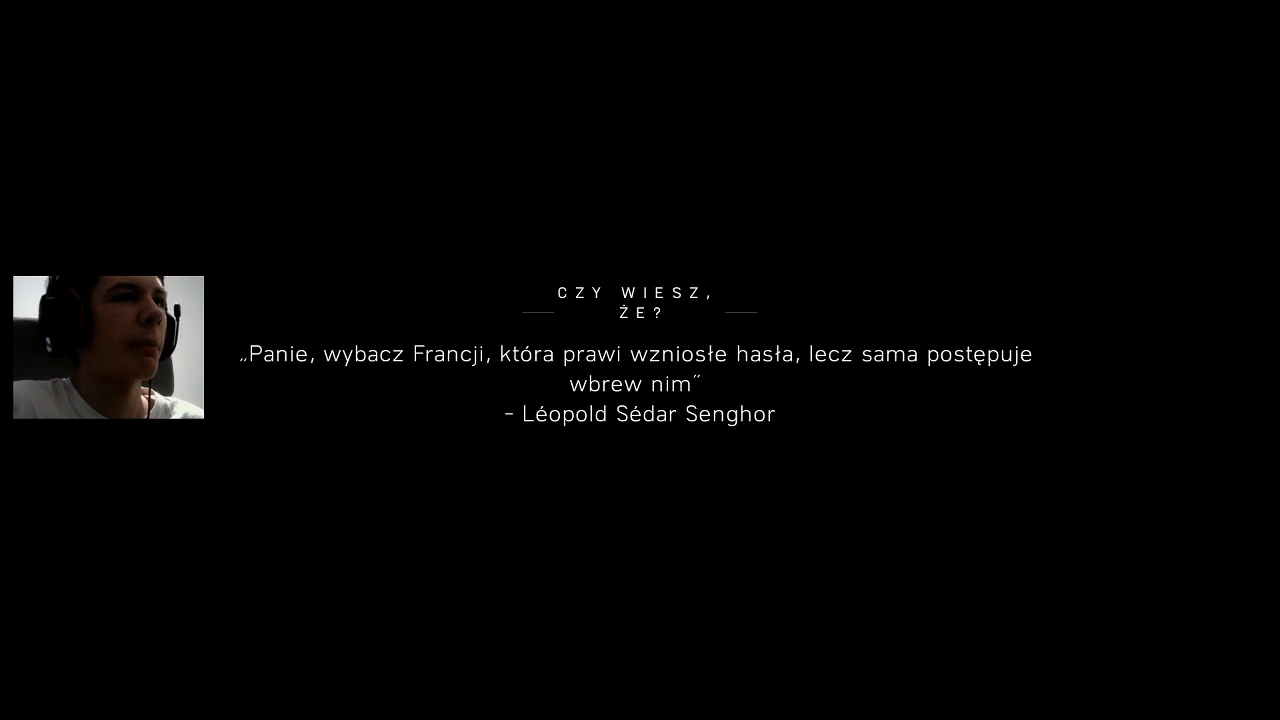 CZY WIESZ,
ŻE?
„Panie, wybacz Francji, która prawi wzniosłe hasła, lecz sama postępuje
wbrew nim”
- Léopold Sédar Senghor